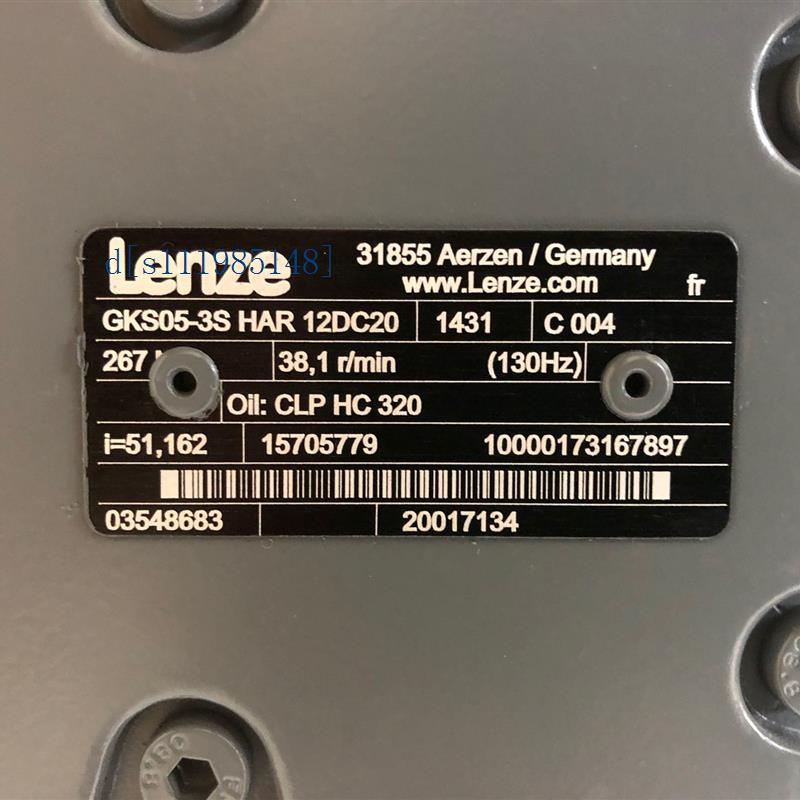 Lenze
d[s111985148]
31855 Aerzen / Germany
www.Lenze.com
fr
GKS05-3S HAR 12DC20 1431 C 004
267 38,1 r/min (130Hz)
Oil: CLP HC 320
i=51,162 15705779 10000173167897
03548683 20017134